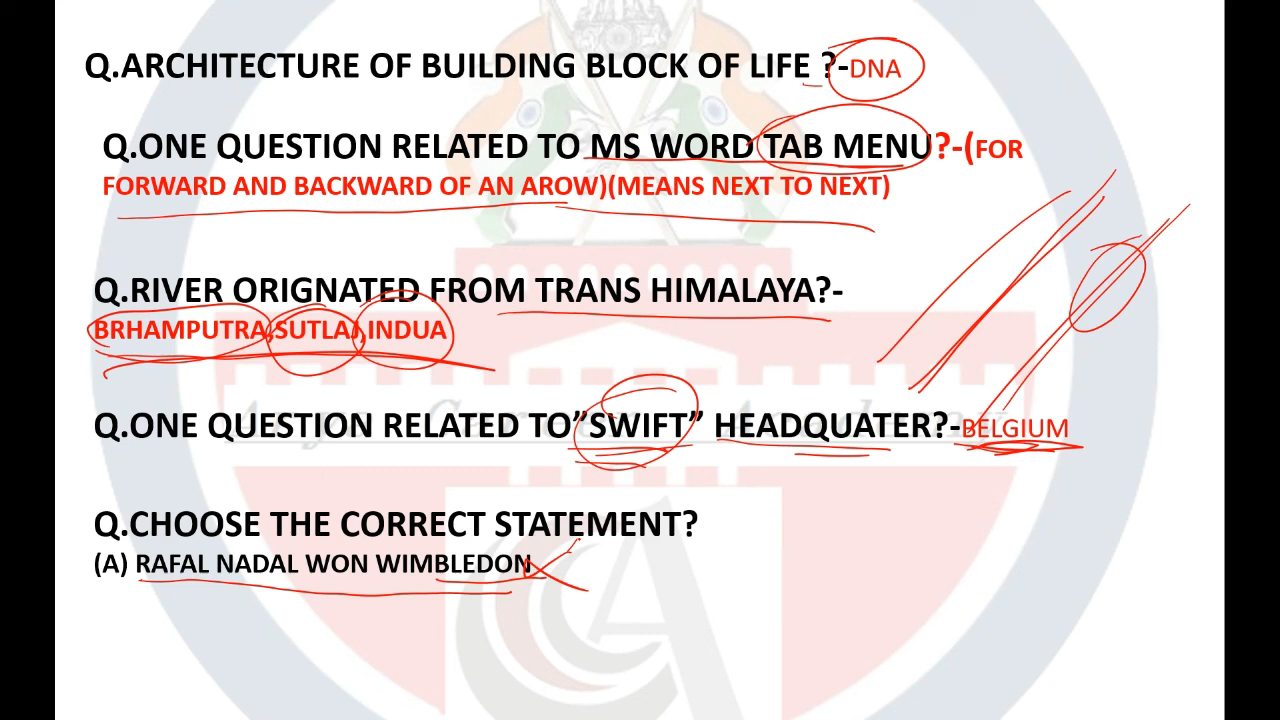 Q.ARCHITECTURE OF BUILDING BLOCK OF LIFE ?-DNA
Q.ONE QUESTION RELATED TO MS WORD TAB MENU?-(FOR
FORWARD AND BACKWARD OF AN AROW)(MEANS NEXT TO NEXT)
Q.RIVER ORIGNATED FROM TRANS HIMALAYA?-
BRHAMPUTRA,SUTLAJ,INDUA
Q.ONE QUESTION RELATED TO”SWIFT” HEADQUATER?-BELGIUM
Q.CHOOSE THE CORRECT STATEMENT?
(A) RAFAL NADAL WON WIMBLEDON